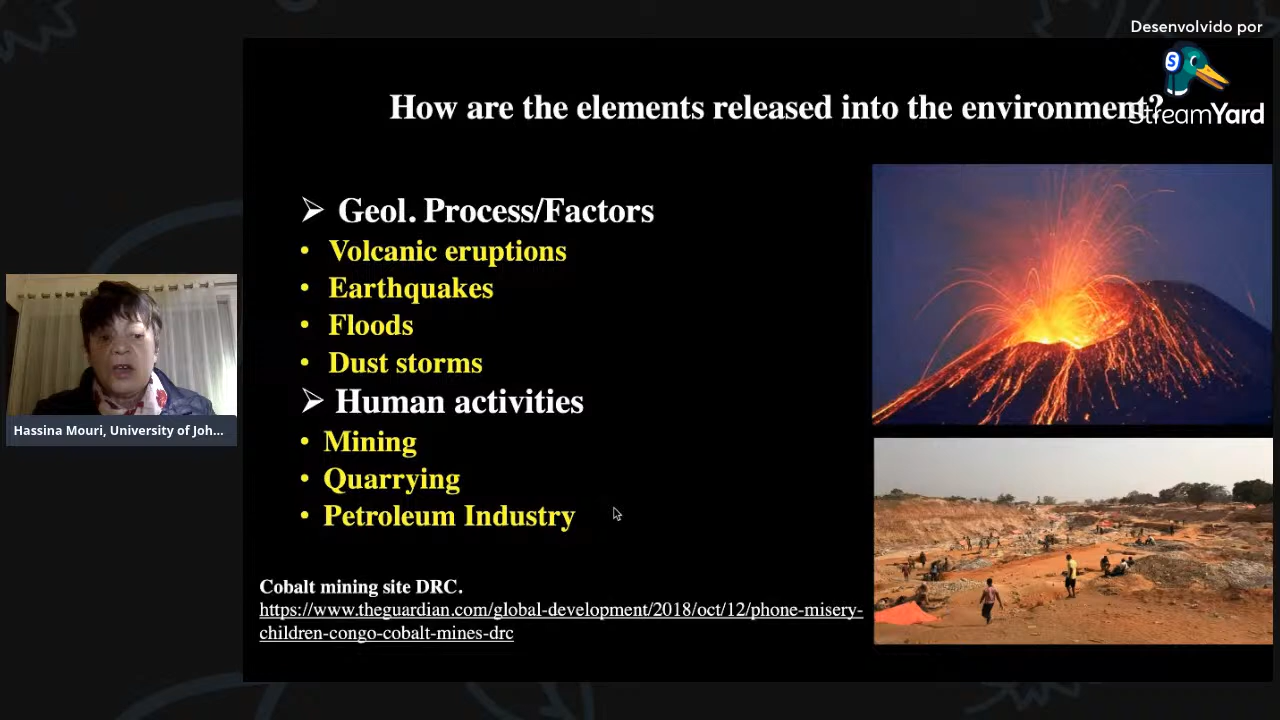 Desenvolvido por
StreamYard
How are the elements released into the environment?
Geol. Process/Factors
Volcanic eruptions
Earthquakes
Floods
Dust storms
Human activities
Mining
Quarrying
Petroleum Industry
Cobalt mining site DRC.
https://www.theguardian.com/global-development/2018/oct/12/phone-misery-
children-congo-cobalt-mines-drc
Hassina Mouri, University of Joh...